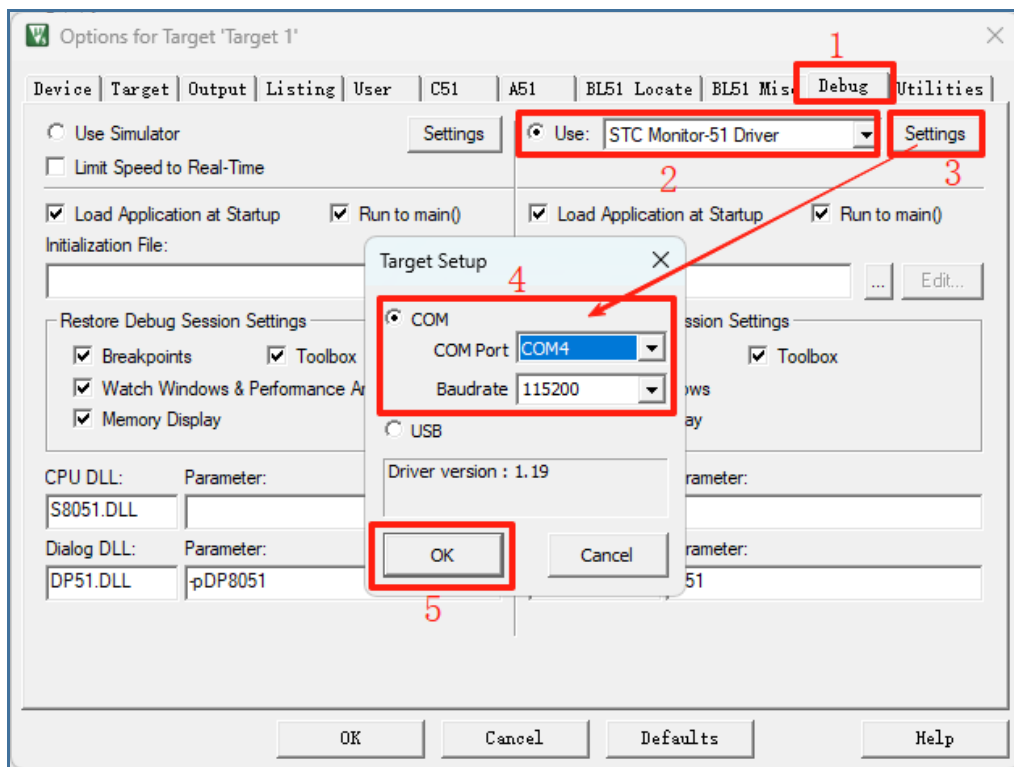 Options for Target 'Target 1'
1
Device Target Output Listing User C51 A51 BL51 Locate BL51 Misc Debug Utilities
Use Simulator Settings Use: STC Monitor-51 Driver Settings
Limit Speed to Real-Time
2 3
Load Application at Startup Run to main() Load Application at Startup Run to main()
Initialization File:
... Edit...
Target Setup
4
COM
COM Port COM4
Baudrate 115200
USB
Driver version : 1.19
OK Cancel
5
Restore Debug Session Settings ssion Settings
Breakpoints Toolbox Toolbox
Watch Windows & Performance An ows
Memory Display ay
CPU DLL: Parameter: rameter:
S8051.DLL
Dialog DLL: Parameter: rameter:
DP51.DLL -pDP8051 51
OK Cancel Defaults Help